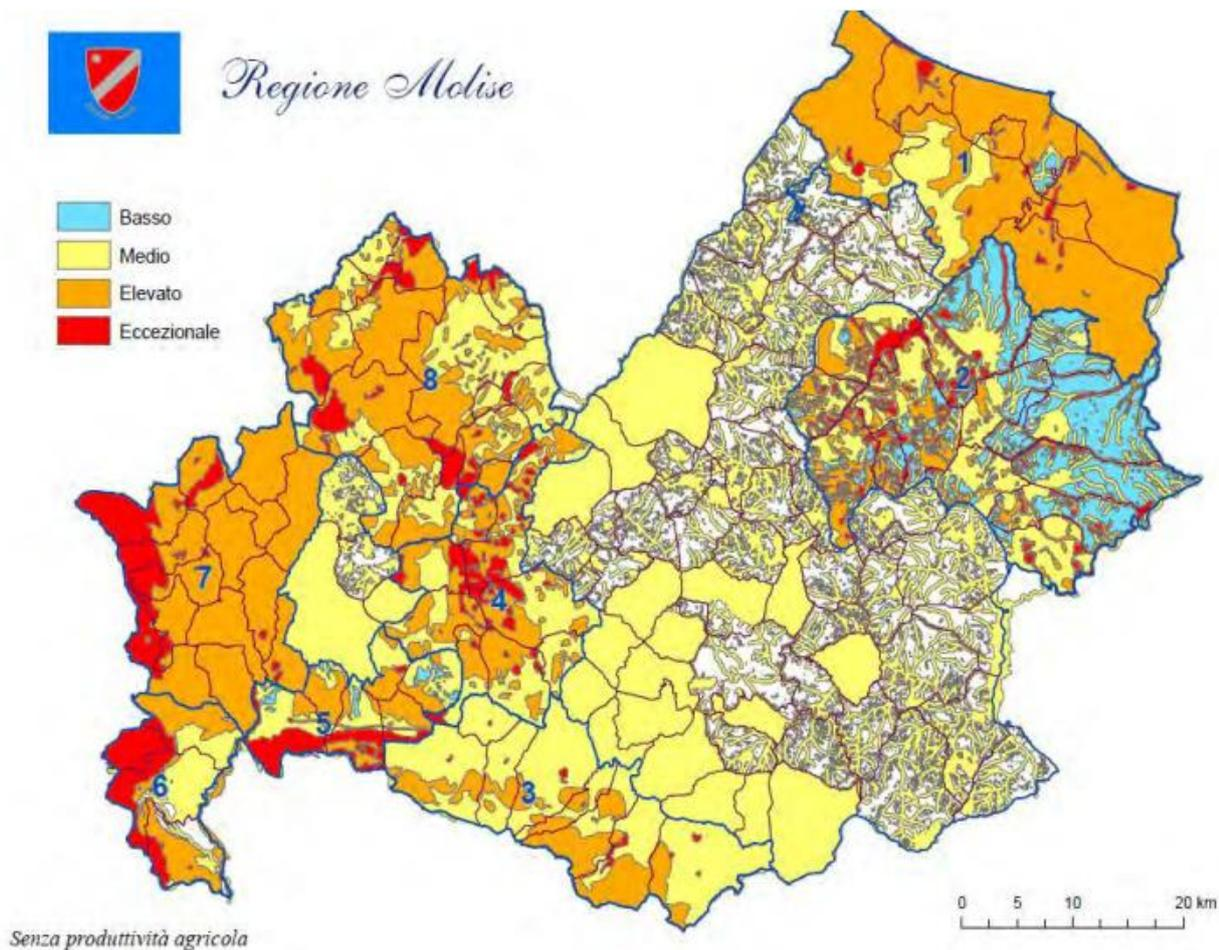 Regione Molise
Basso
Medio
Elevato
Eccezionale
1
2
8
7
4
5
6
3
0 5 10 20 km
Senza produttività agricola